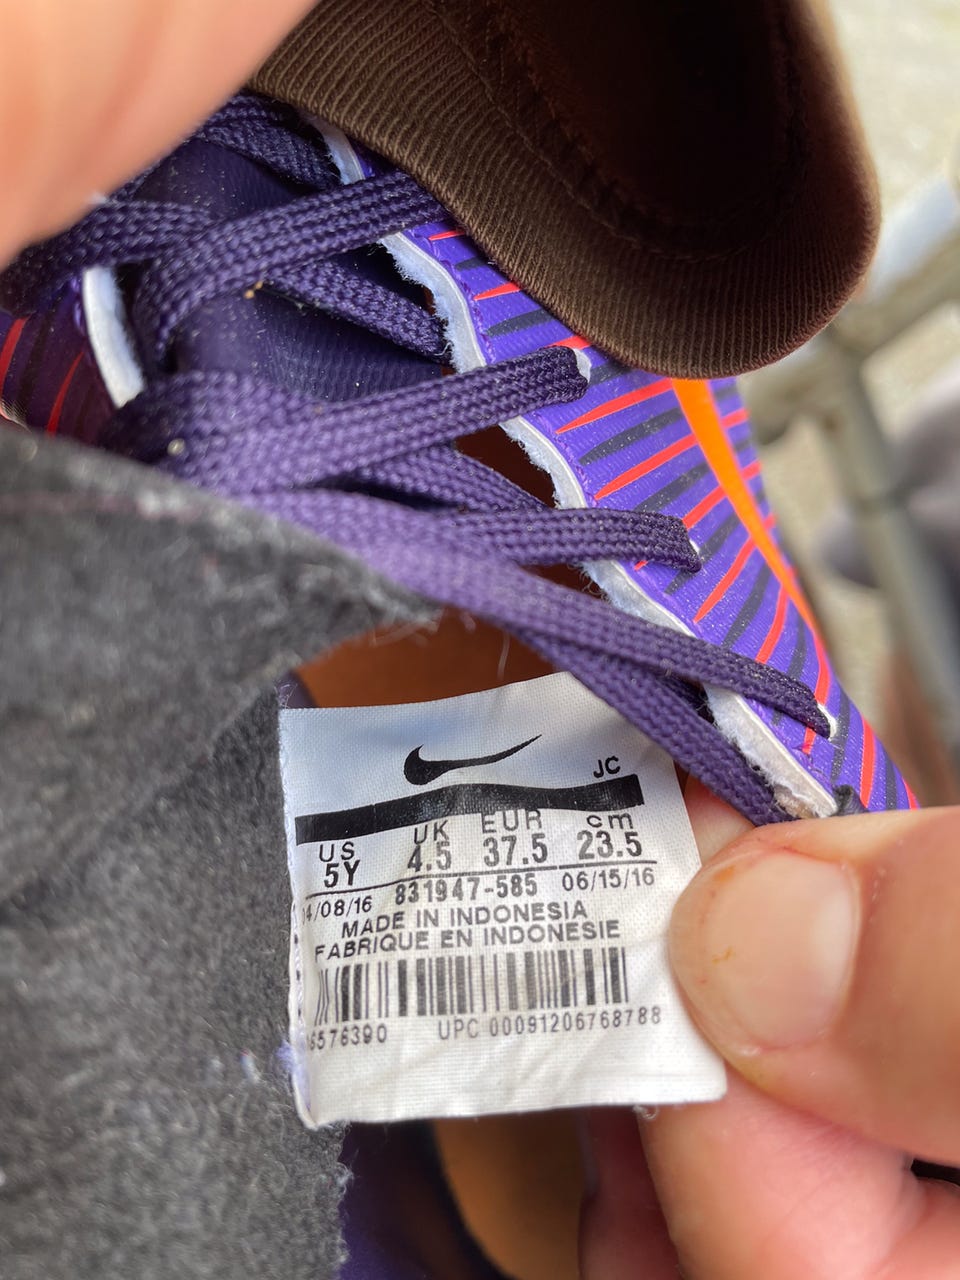 JC
US UK EUR cm
5Y 4.5 37.5 23.5
4/08/16 831947-585 06/15/16
MADE IN INDONESIA
FABRIQUE EN INDONESIE
6576390 UPC 00091206768788